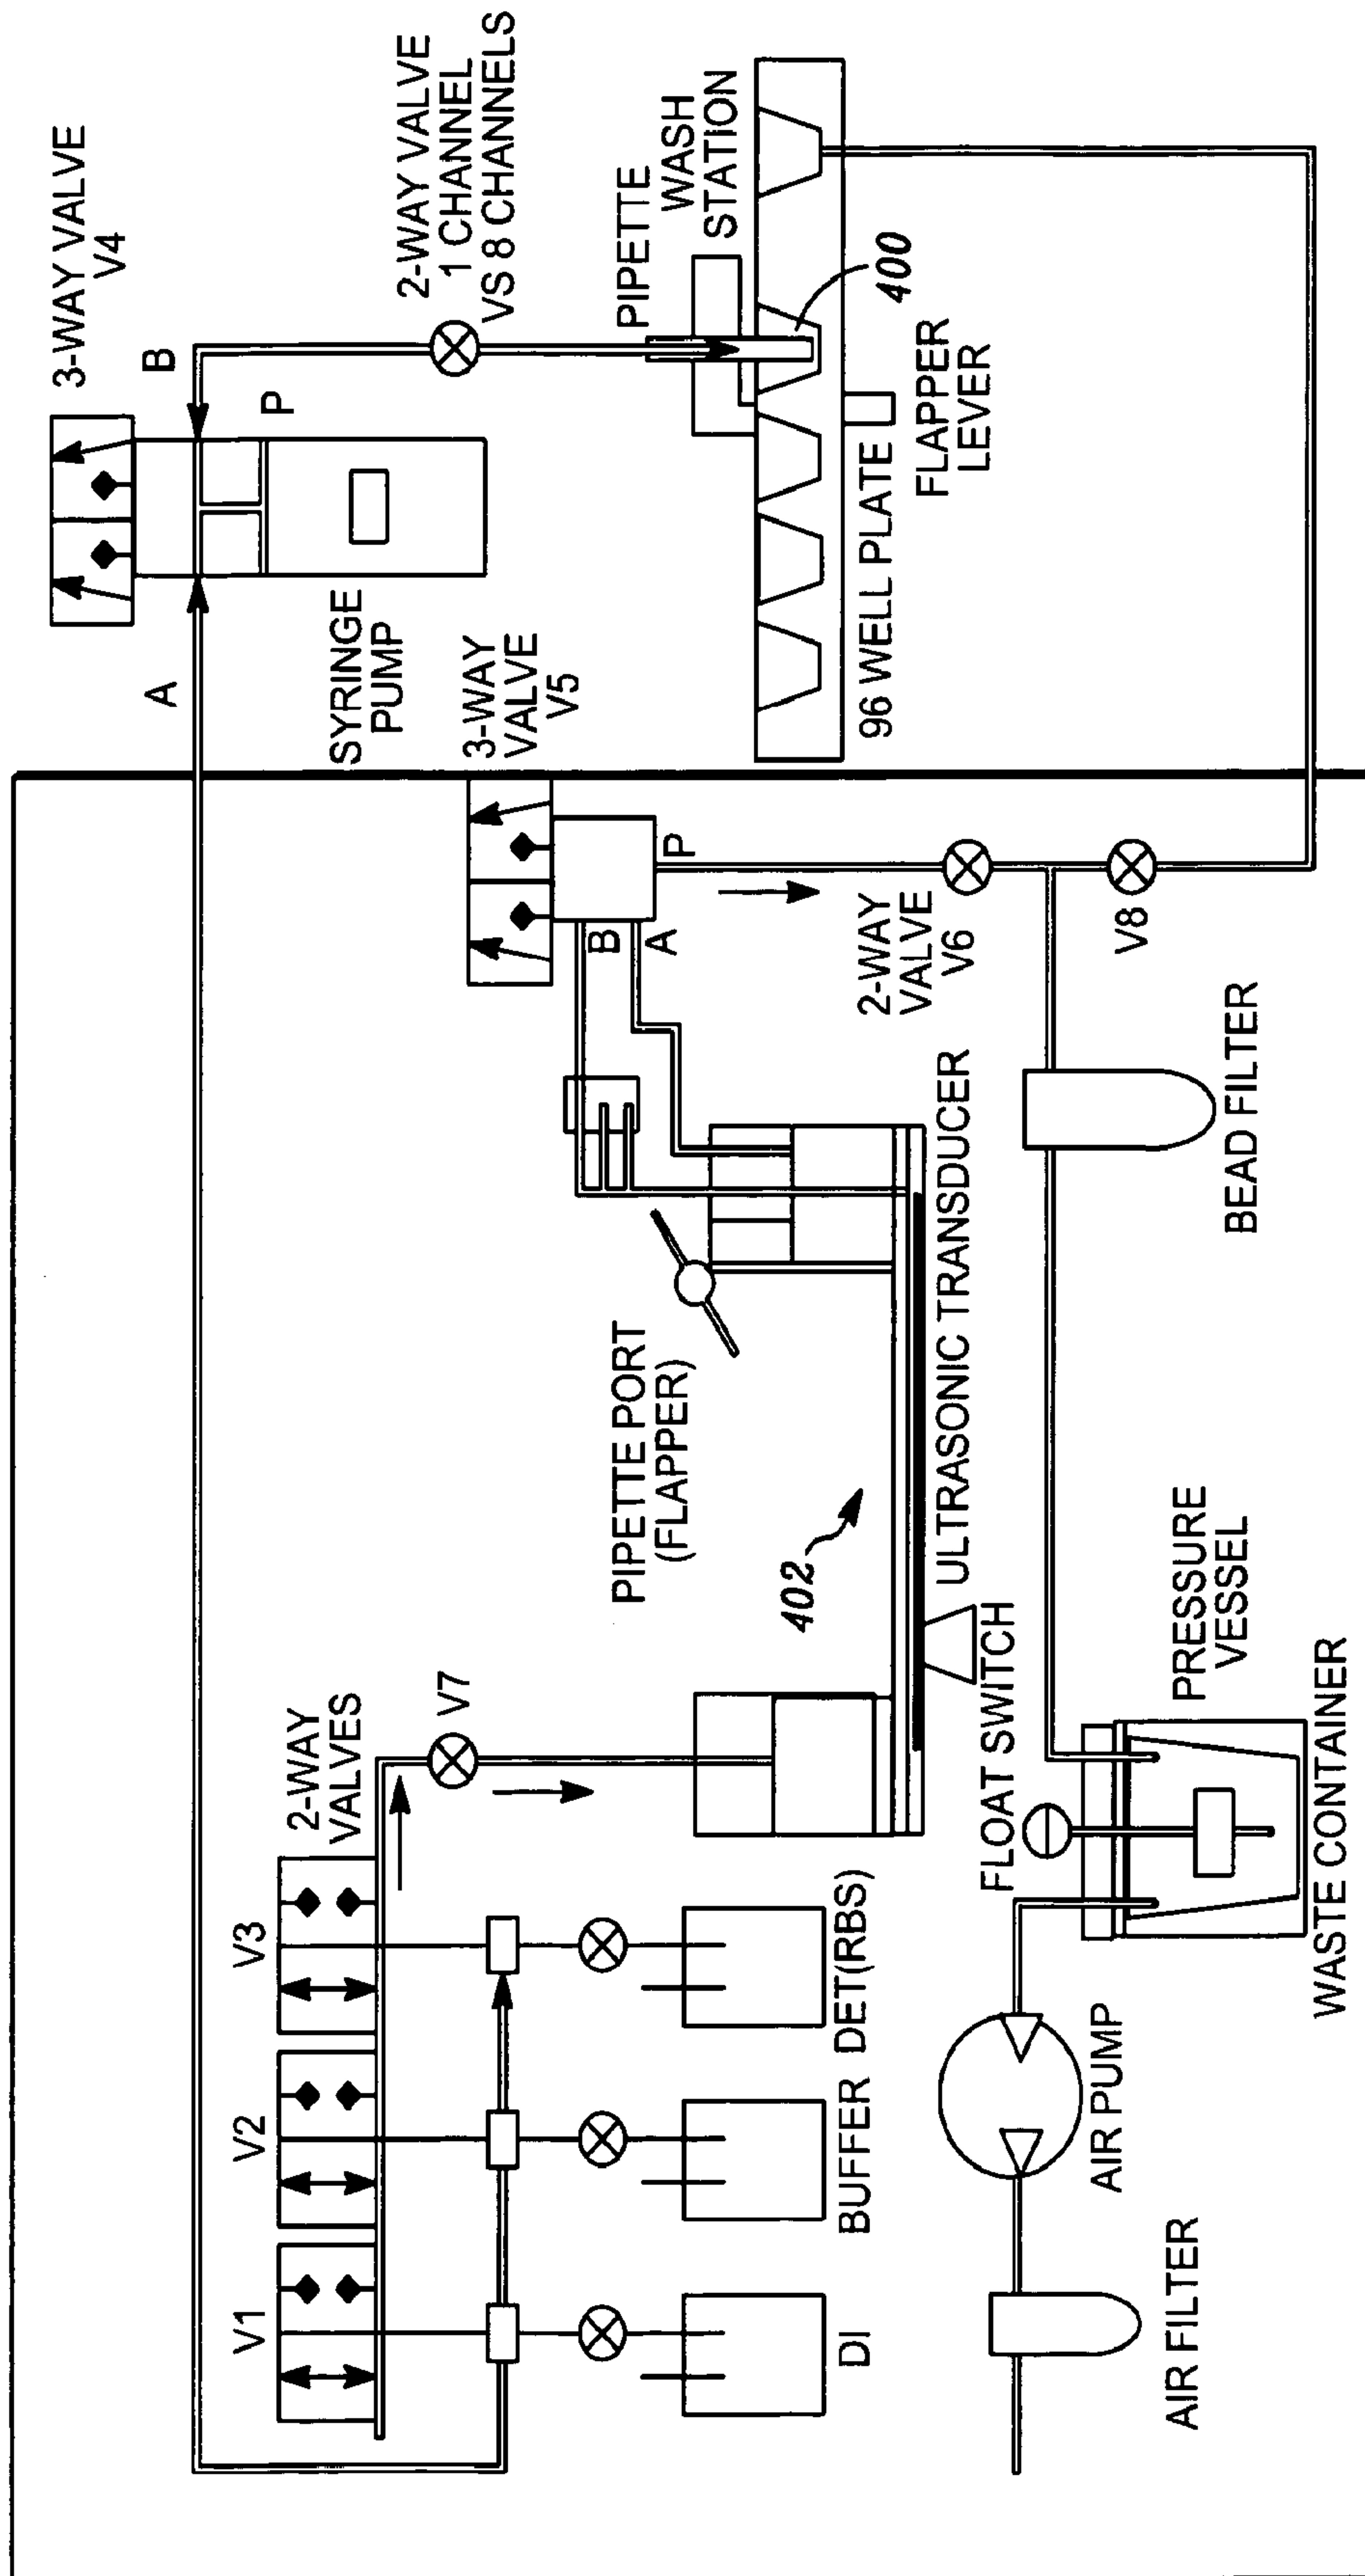 3-WAY VALVE
V4
B
P
A
SYRINGE
PUMP
2-WAY VALVE
1 CHANNEL
VS 8 CHANNELS
PIPETTE
WASH
STATION
400
FLAPPER
LEVER
96 WELL PLATE
3-WAY
VALVE
V5
B
A
P
2-WAY
VALVE
V6
V8
BEAD FILTER
PIPETTE PORT
(FLAPPER)
402
ULTRASONIC TRANSDUCER
2-WAY
VALVES
V7
V1
V2
V3
DI
BUFFER
DET(RBS)
FLOAT SWITCH
PRESSURE
VESSEL
WASTE CONTAINER
AIR PUMP
AIR FILTER